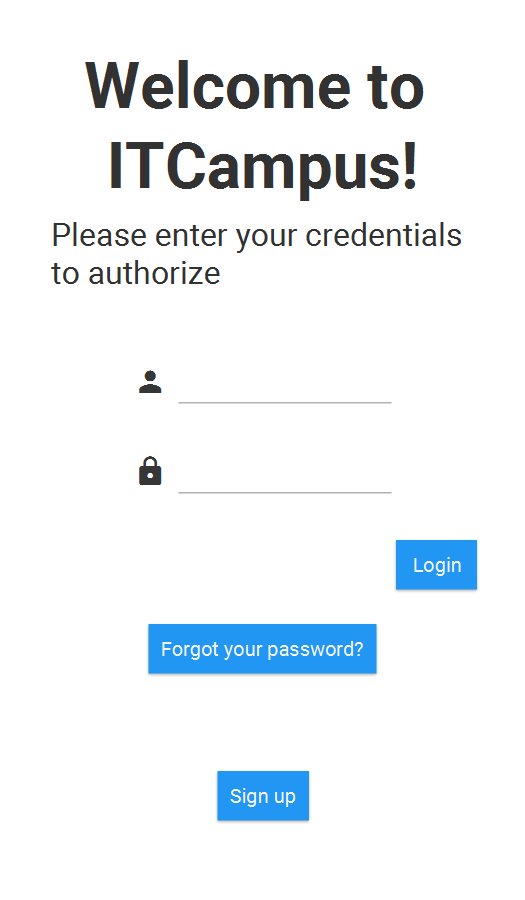 Welcome to
ITCampus!
Please enter your credentials
to authorize
Login
Forgot your password?
Sign up